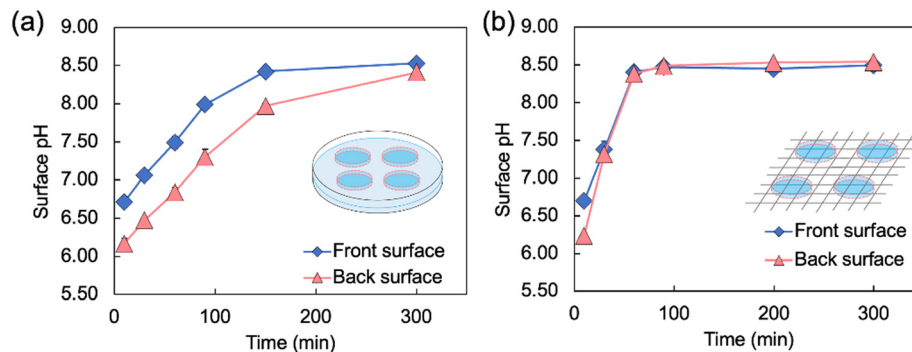 (a)
9.00
8.50
8.00
7.50
7.00
6.50
6.00
5.50
Surface pH
0
100
200
300
Time (min)
Front surface
Back surface
(b)
9.00
8.50
8.00
7.50
7.00
6.50
6.00
5.50
Surface pH
0
100
200
300
Time (min)
Front surface
Back surface